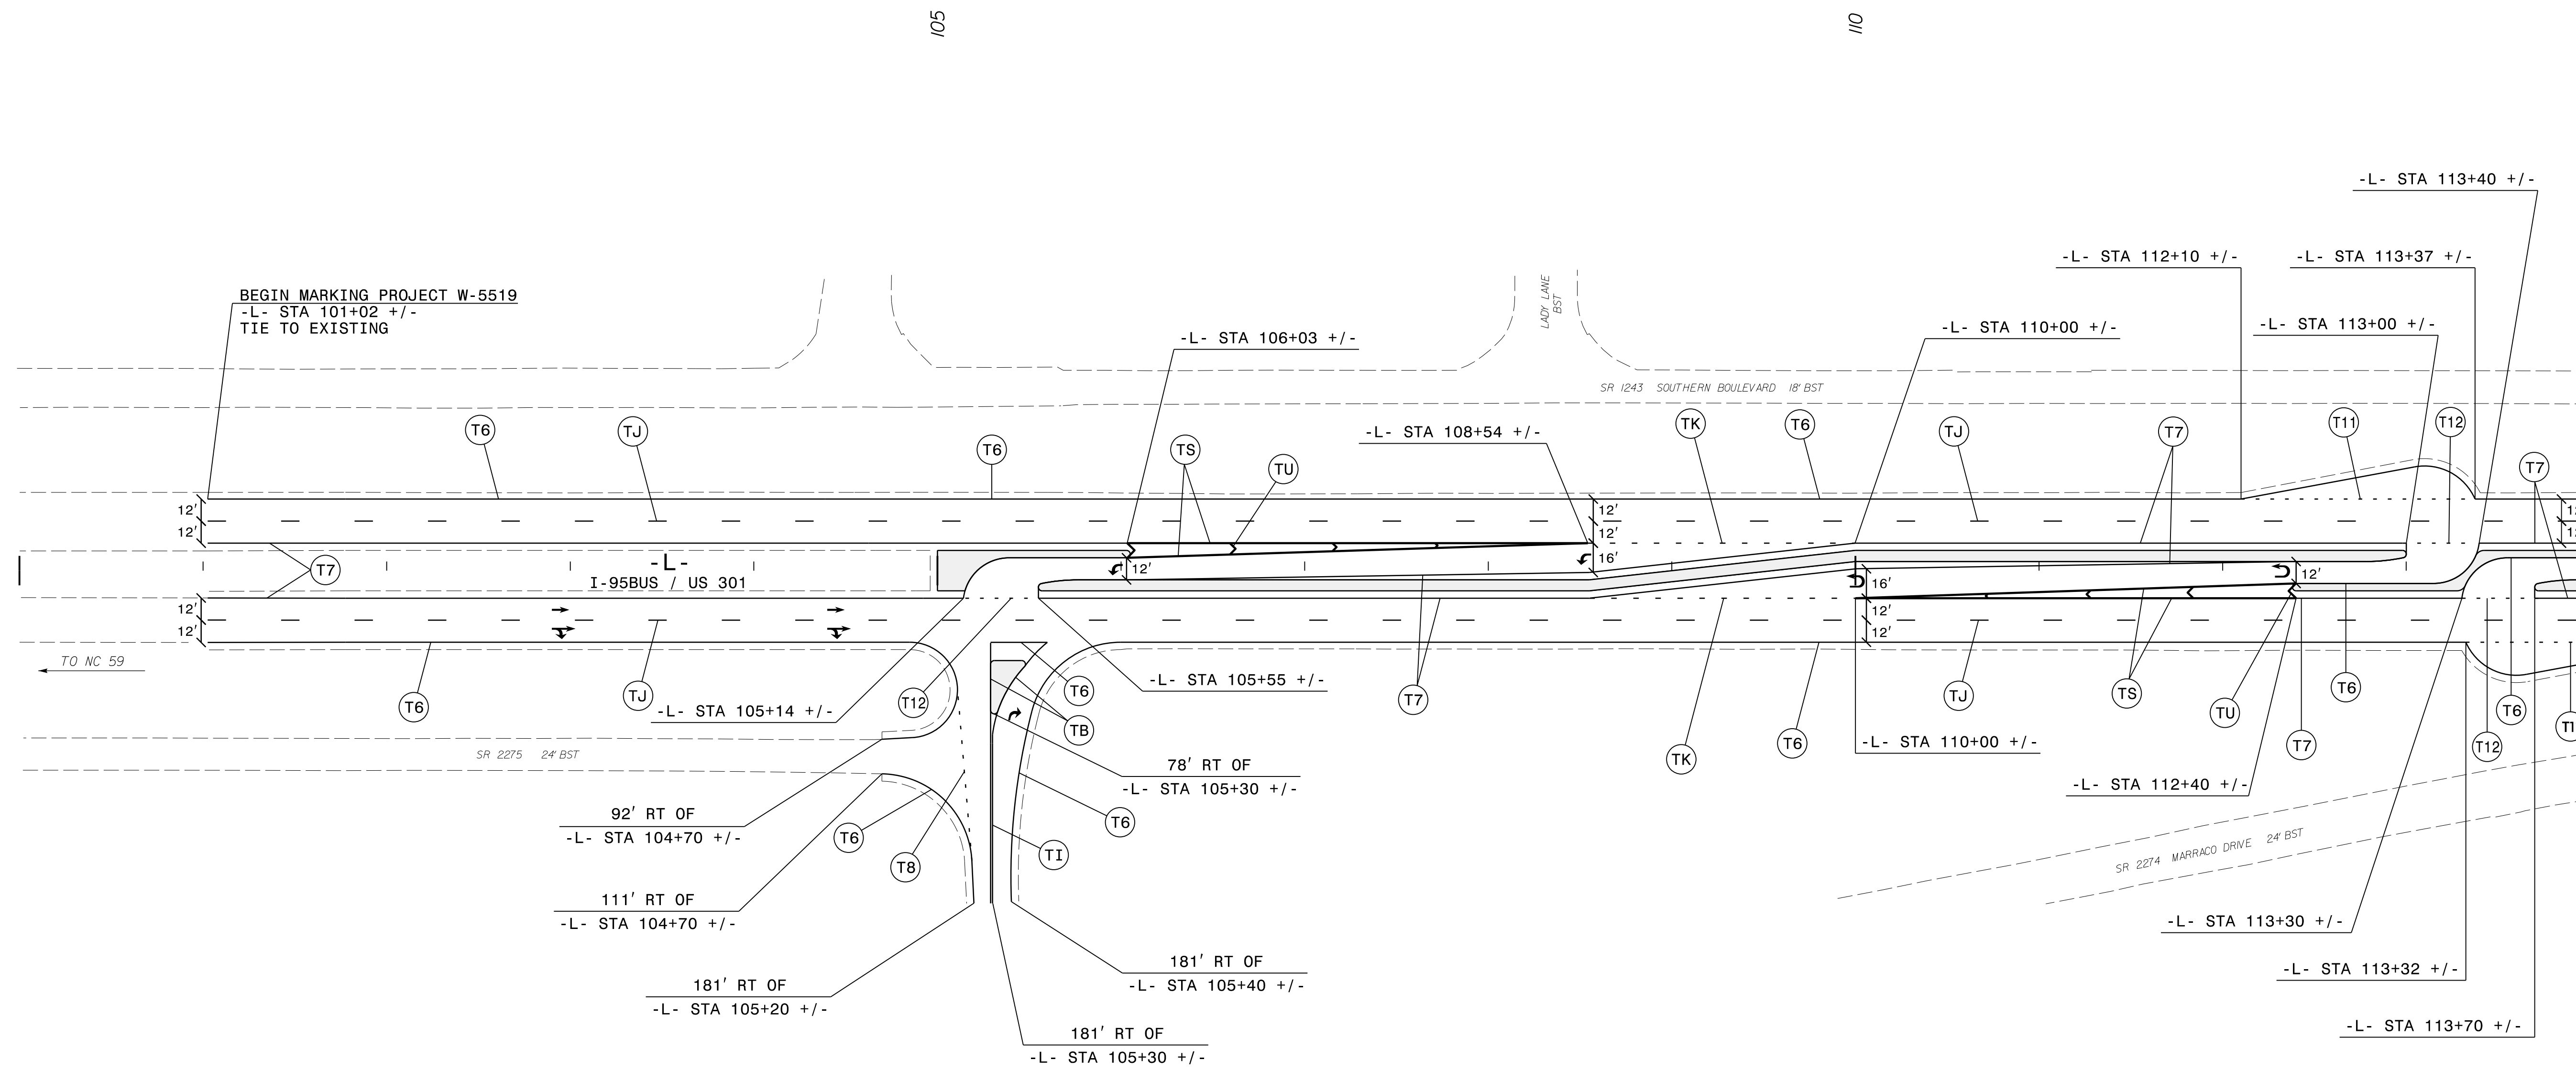 105
110
-L- STA 113+40 +/-
-L- STA 112+10 +/-
-L- STA 113+37 +/-
BEGIN MARKING PROJECT W-5519
-L- STA 101+02 +/-
TIE TO EXISTING
LADY LANE
BST
-L- STA 106+03 +/-
-L- STA 110+00 +/-
-L- STA 113+00 +/-
SR 1243 SOUTHERN BOULEVARD 18' BST
T6
TJ
T6
TS
TU
-L- STA 108+54 +/-
TK
T6
TJ
T7
T11
T12
T7
12'
12'
12'
12'
16'
12'
T7
-L-
I-95BUS / US 301
16'
12'
12'
12'
12'
12'
TO NC 59
T6
TJ
-L- STA 105+14 +/-
T12
T6
TB
-L- STA 105+55 +/-
T7
TK
T6
TJ
-L- STA 110+00 +/-
TS
TU
T7
T6
T12
T6
SR 2275 24' BST
78' RT OF
-L- STA 105+30 +/-
-L- STA 112+40 +/-
92' RT OF
-L- STA 104+70 +/-
T6
T8
TI
T6
SR 2274 MARRACO DRIVE 24' BST
111' RT OF
-L- STA 104+70 +/-
-L- STA 113+30 +/-
181' RT OF
-L- STA 105+20 +/-
181' RT OF
-L- STA 105+40 +/-
-L- STA 113+32 +/-
181' RT OF
-L- STA 105+30 +/-
-L- STA 113+70 +/-